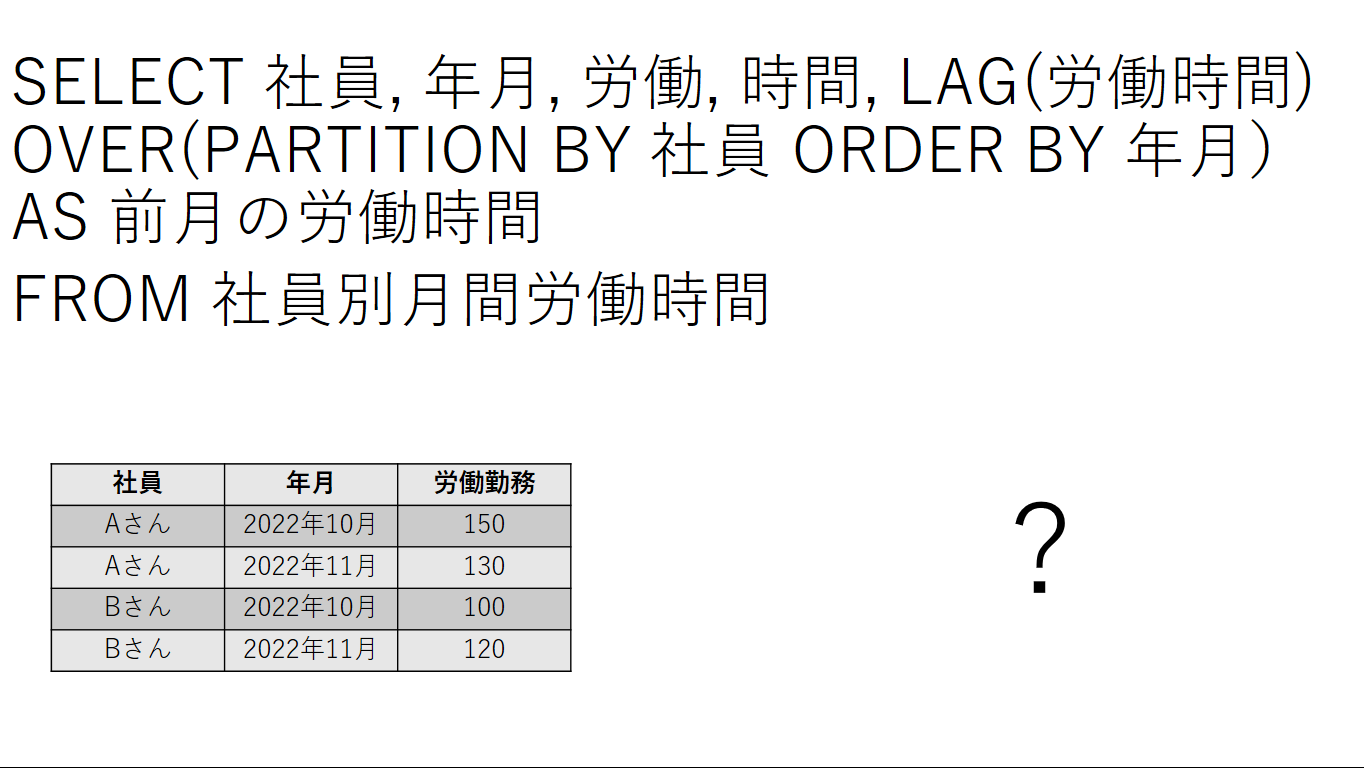 SELECT 社員, 年月, 労働, 時間, LAG(労働時間)
OVER(PARTITION BY 社員 ORDER BY 年月)
AS 前月の労働時間
FROM 社員別月間労働時間
社員 年月 労働勤務
Aさん 2022年10月 150
Aさん 2022年11月 130
Bさん 2022年10月 100
Bさん 2022年11月 120
?